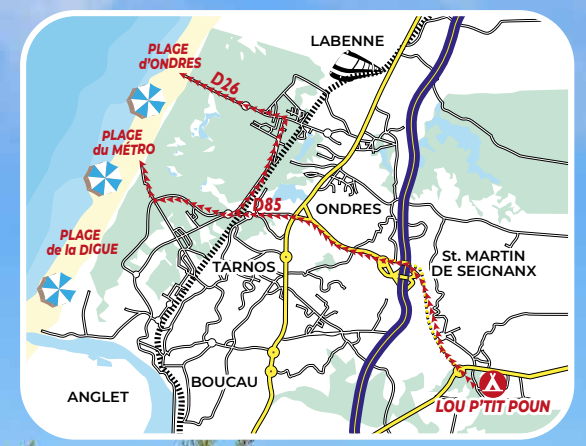 PLAGE
d'ONDRES
LABENNE
D26
PLAGE
du MÉTRO
D85
ONDRES
PLAGE
de la DIGUE
St. MARTIN
DE SEIGNANX
TARNOS
BOUCAU
ANGLET
LOU P'TIT POUN